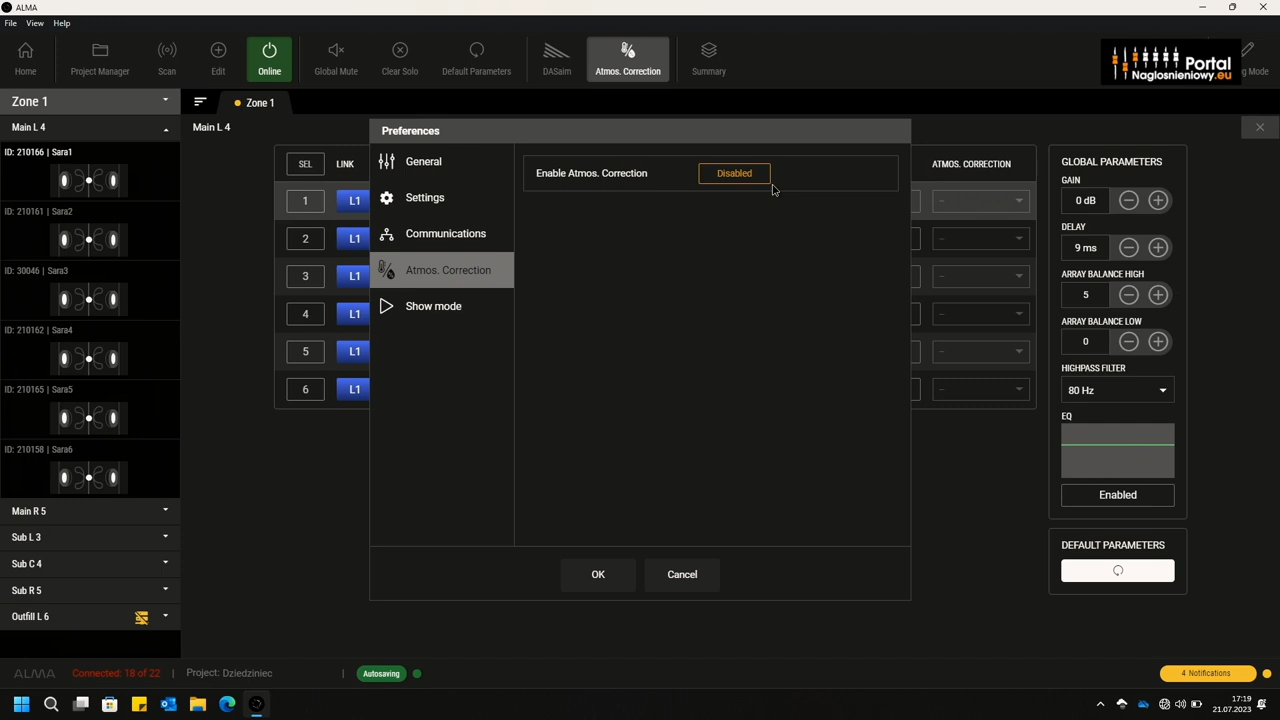 ALMA
File View Help
Home
Project Manager
Scan
Edit
Online
Global Mute
Clear Solo
Default Parameters
DASaim
Atmos. Correction
Summary
Portal
Nagłosnieniowy.eu
g Mode
Zone 1
Zone 1
Main L 4
Main L 4
ID: 210166 | Sara1
ID: 210161 | Sara2
ID: 30046 | Sara3
ID: 210162 | Sara4
ID: 210165 | Sara5
ID: 210158 | Sara6
Main R 5
Sub L 3
Sub C 4
Sub R 5
Outfill L 6
SEL LINK
1 L1
2 L1
3 L1
4 L1
5 L1
6 L1
Preferences
General
Settings
Communications
Atmos. Correction
Show mode
Enable Atmos. Correction Disabled
OK Cancel
ATMOS. CORRECTION
–
–
–
–
–
–
GLOBAL PARAMETERS
GAIN
0 dB
DELAY
9 ms
ARRAY BALANCE HIGH
5
ARRAY BALANCE LOW
0
HIGHPASS FILTER
80 Hz
EQ
Enabled
DEFAULT PARAMETERS
ALMA Connected: 18 of 22 | Project: Dziedziniec | Autosaving
4 Notifications
17:19
21.07.2023